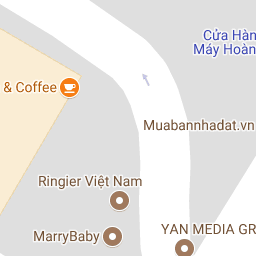 Cửa Hàn
Máy Hoàn
& Coffee
Muabannhadat.vn
Ringier Việt Nam
MarryBaby
YAN MEDIA GR